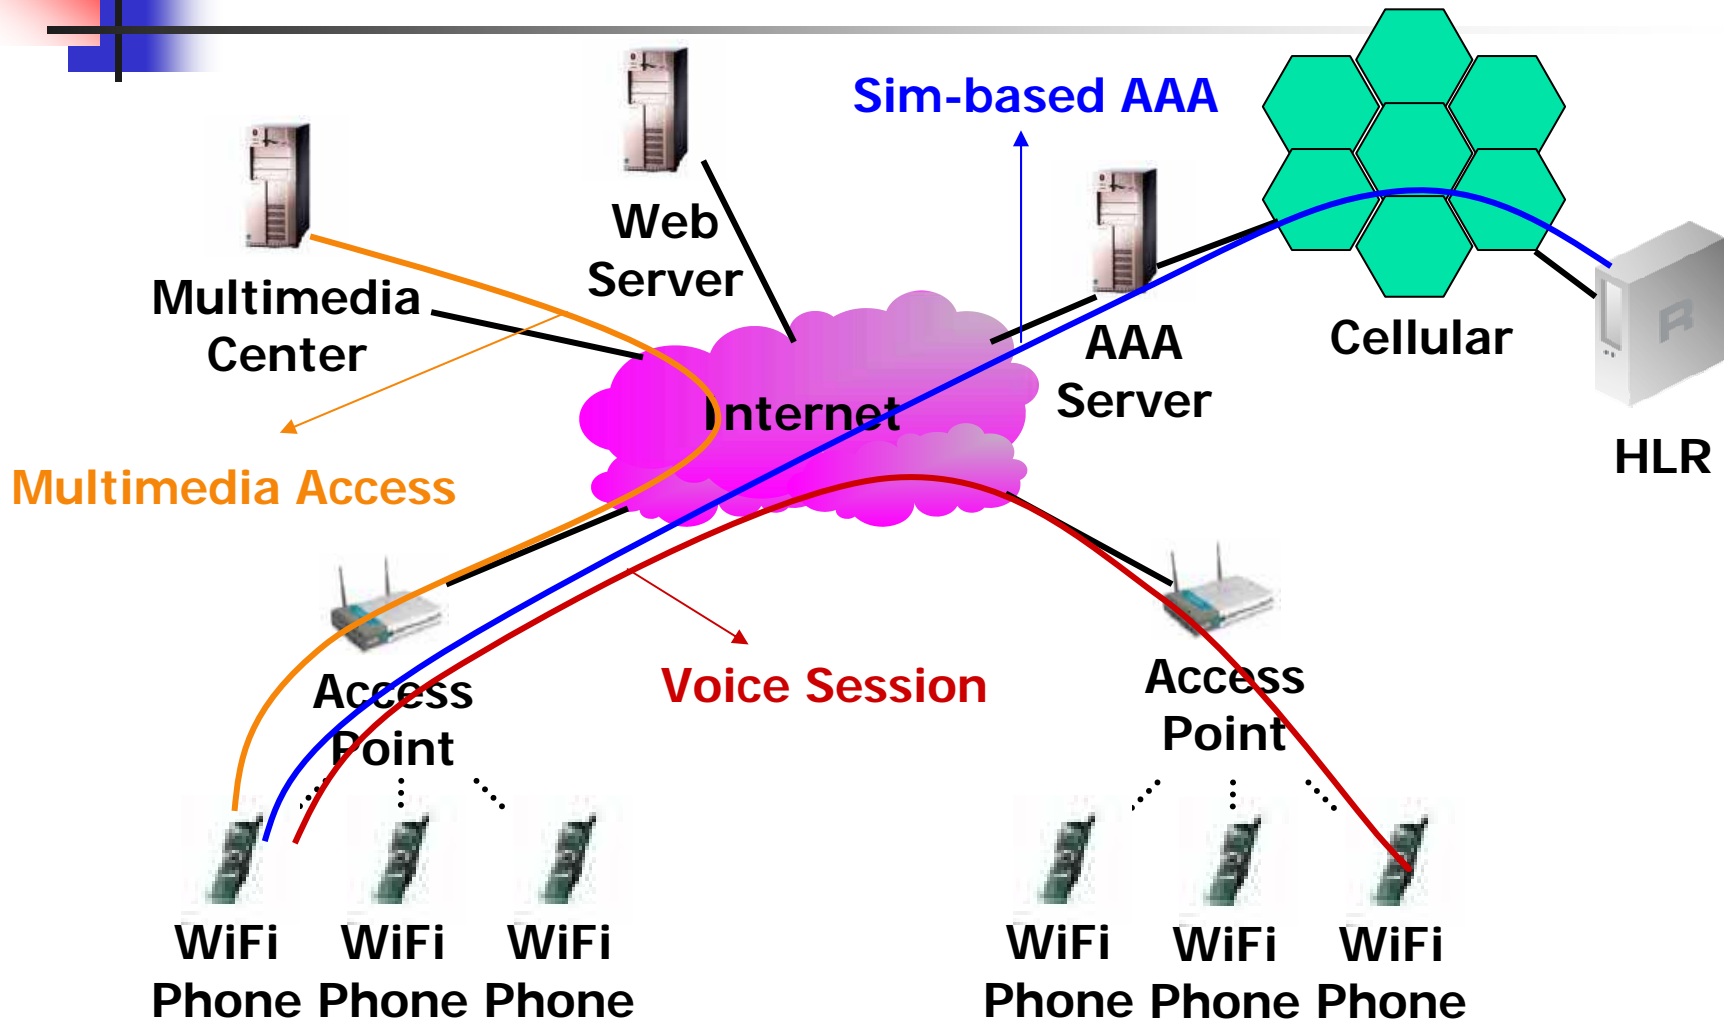 Sim-based AAA
Web
Server
Multimedia
Center
AAA
Server
Cellular
Internet
HLR
R
Multimedia Access
Voice Session
Access
Point
Access
Point
WiFi
Phone
WiFi
Phone
WiFi
Phone
WiFi
Phone
WiFi
Phone
WiFi
Phone